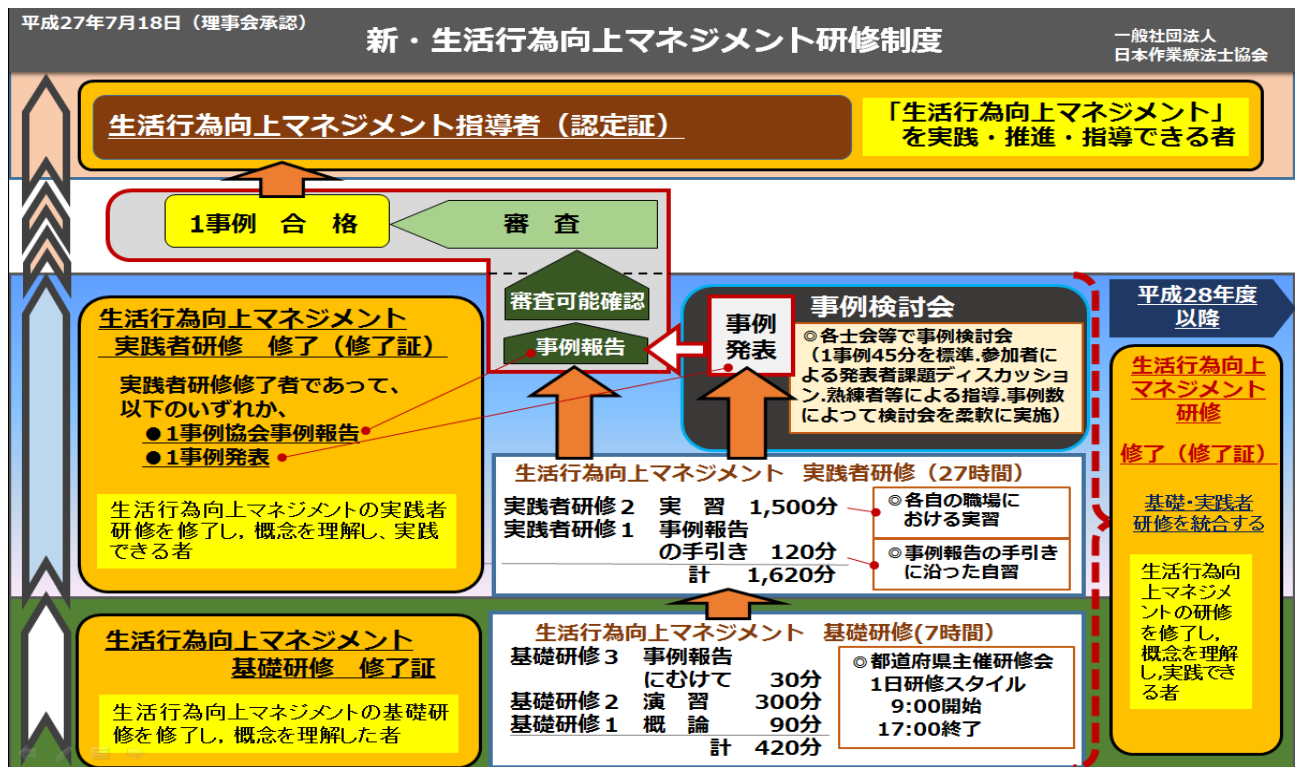 平成27年7月18日（理事会承認）
新・生活行為向上マネジメント研修制度
一般社団法人
日本作業療法士協会
生活行為向上マネジメント指導者（認定証）
「生活行為向上マネジメント」
を実践・推進・指導できる者
1事例　合　格
審　査
審査可能確認
事例報告
事例
発表
事例検討会
◎各士会等で事例検討会
（1事例45分を標準.参加者に
よる発表者課題ディスカッショ
ン.熟練者等による指導.事例数
によって検討会を柔軟に実施）
生活行為向上マネジメント
実践者研修　修了（修了証）
実践者研修修了者であって、
以下のいずれか、
●1事例協会事例報告
●1事例発表
生活行為向上マネジメントの実践者
研修を修了し，概念を理解し、実践
できる者
生活行為向上マネジメント　実践者研修（27時間）
実践者研修２　実　習　1,500分
実践者研修１　事例報告
の手引き　120分
計　1,620分
◎各自の職場に
おける実習
◎事例報告の手引き
に沿った自習
生活行為向上マネジメント
基礎研修　修了証
生活行為向上マネジメントの基礎研
修を修了し，概念を理解した者
生活行為向上マネジメント　基礎研修(7時間）
基礎研修３　事例報告
にむけて　30分
基礎研修２　演　習　300分
基礎研修１　概　論　90分
計　420分
◎都道府県主催研修会
1日研修スタイル
9:00開始
17:00終了
平成28年度
以降
生活行為向上
マネジメント
研修
修了（修了証）
基礎・実践者
研修を統合する
生活行為向
上マネジメ
ントの研修
を修了し，
概念を理解
し,実践でき
る者